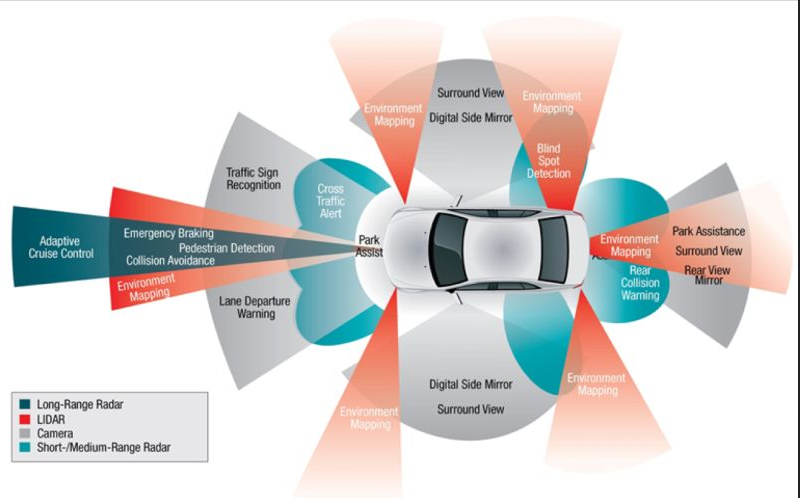 Surround View
Digital Side Mirror
Environment
Mapping
Environment
Mapping
Blind
Spot
Detection
Traffic Sign
Recognition
Cross
Traffic
Alert
Adaptive
Cruise Control
Emergency Braking
Pedestrian Detection
Collision Avoidance
Environment
Mapping
Park
Assist
Lane Departure
Warning
Environment
Mapping
Park Assistance
Surround View
Rear View
Mirror
Rear
Collision
Warning
Digital Side Mirror
Surround View
Environment
Mapping
Environment
Mapping
Long-Range Radar
LIDAR
Camera
Short-/Medium-Range Radar